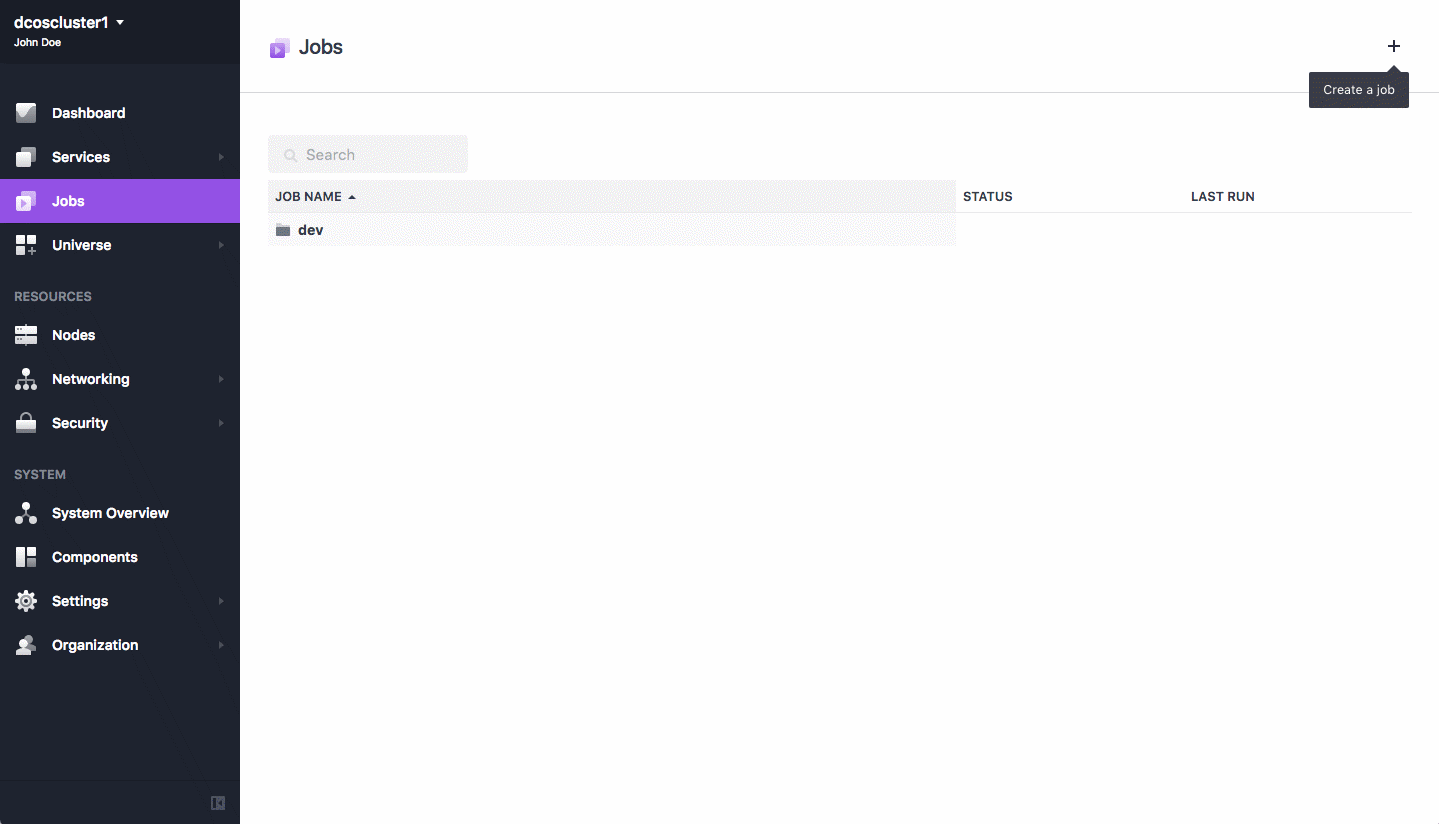 dcoscluster1
John Doe
Dashboard
Services
Jobs
Universe
RESOURCES
Nodes
Networking
Security
SYSTEM
System Overview
Components
Settings
Organization
Jobs
Create a job
Search
JOB NAME STATUS LAST RUN
dev